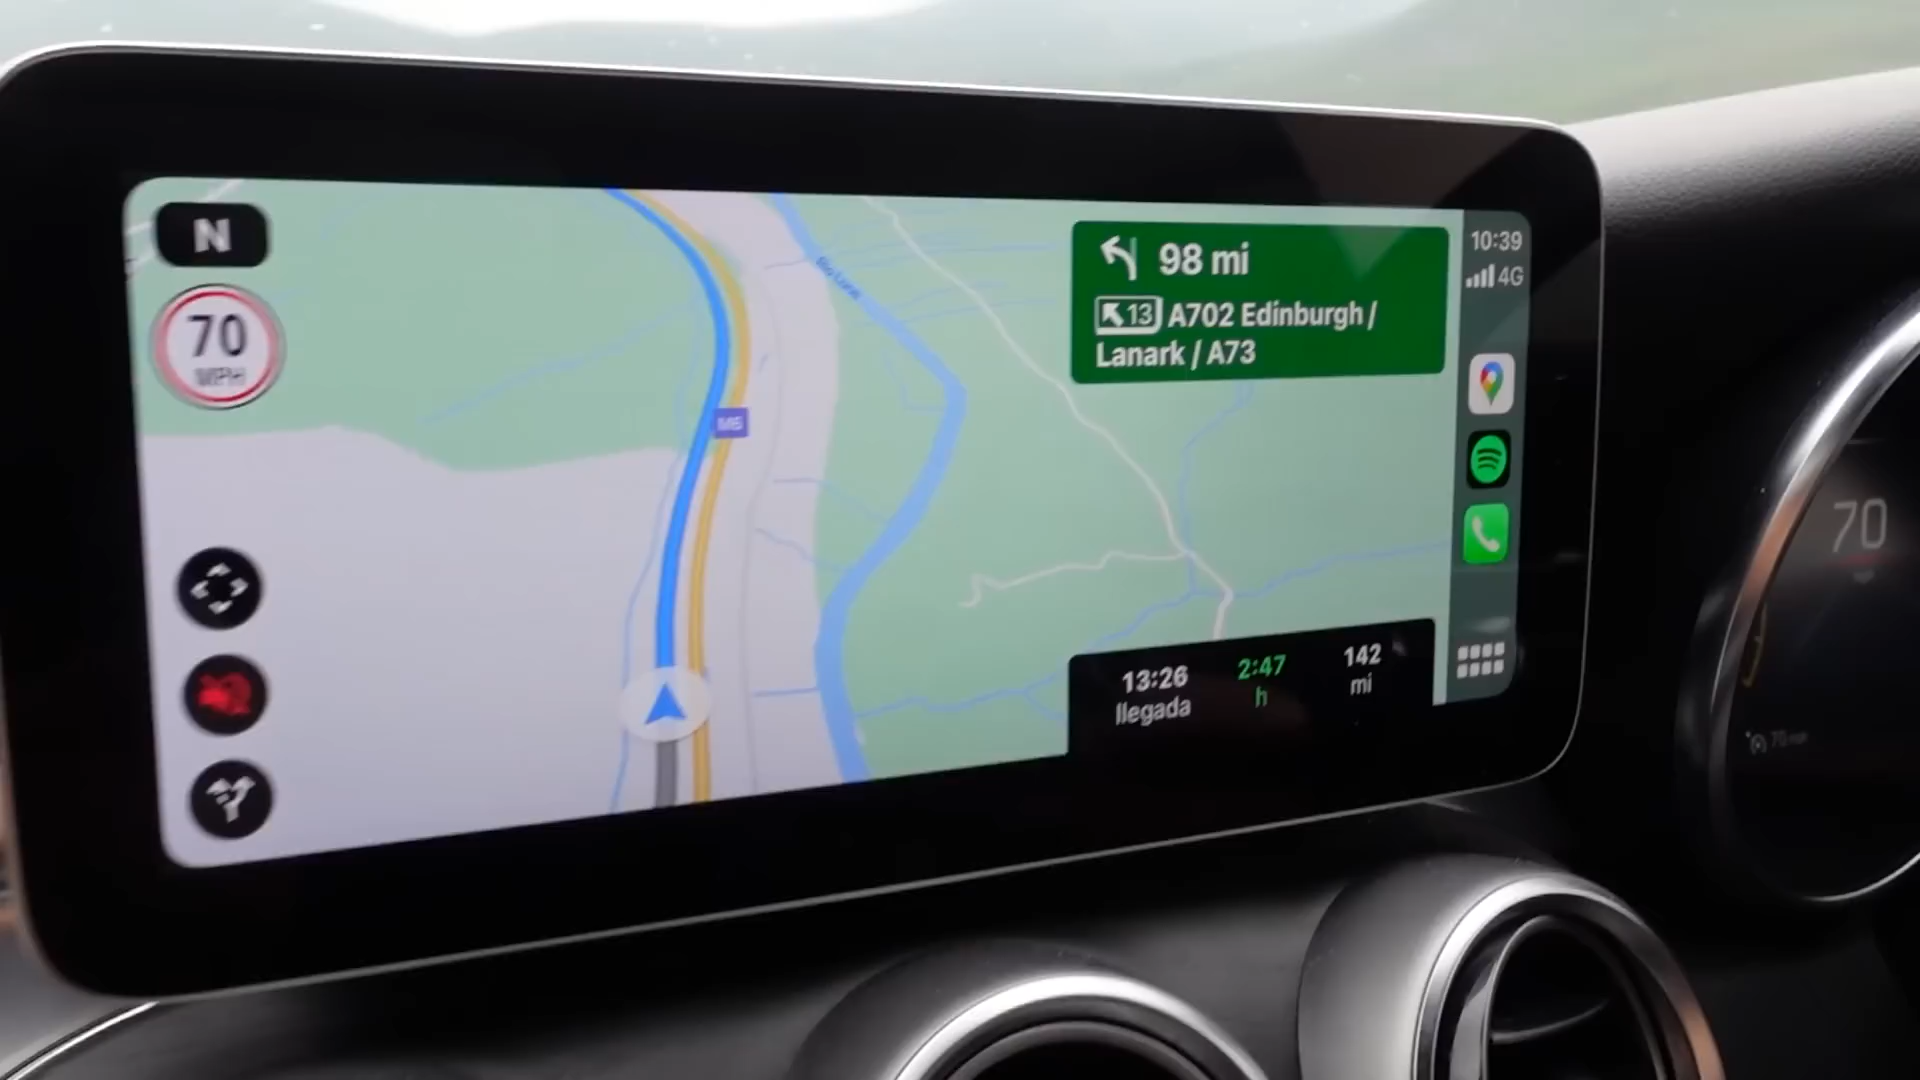 N
70
MPH
M6
98 mi
13 A702 Edinburgh /
Lanark / A73
10:39
4G
13:26
llegada
2:47
h
142
mi
70
70